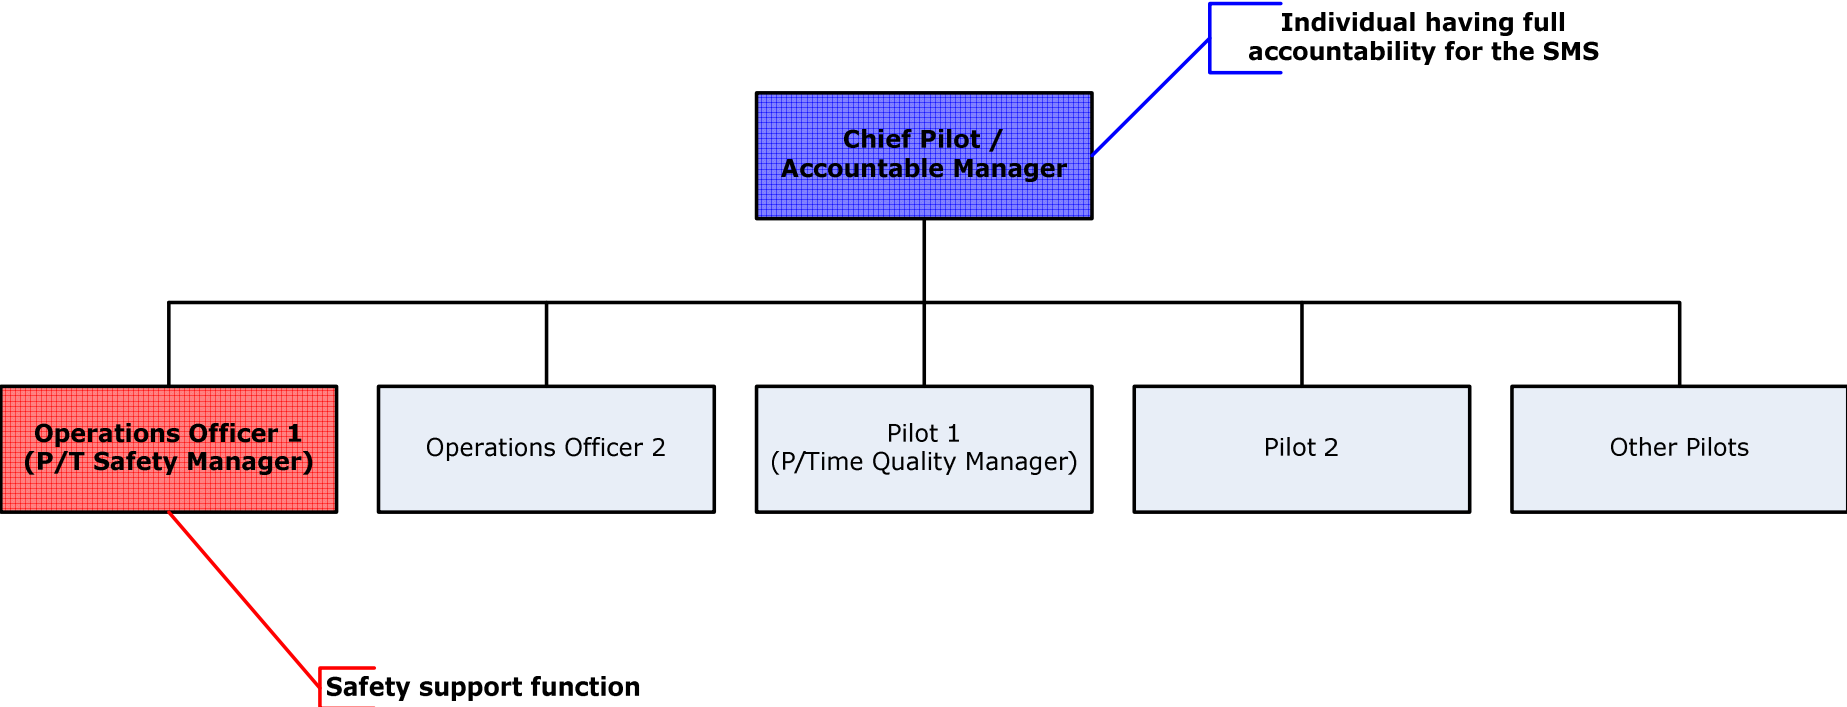 Individual having full
accountability for the SMS
Chief Pilot /
Accountable Manager
Operations Officer 1
(P/T Safety Manager)
Operations Officer 2
Pilot 1
(P/Time Quality Manager)
Pilot 2
Other Pilots
Safety support function